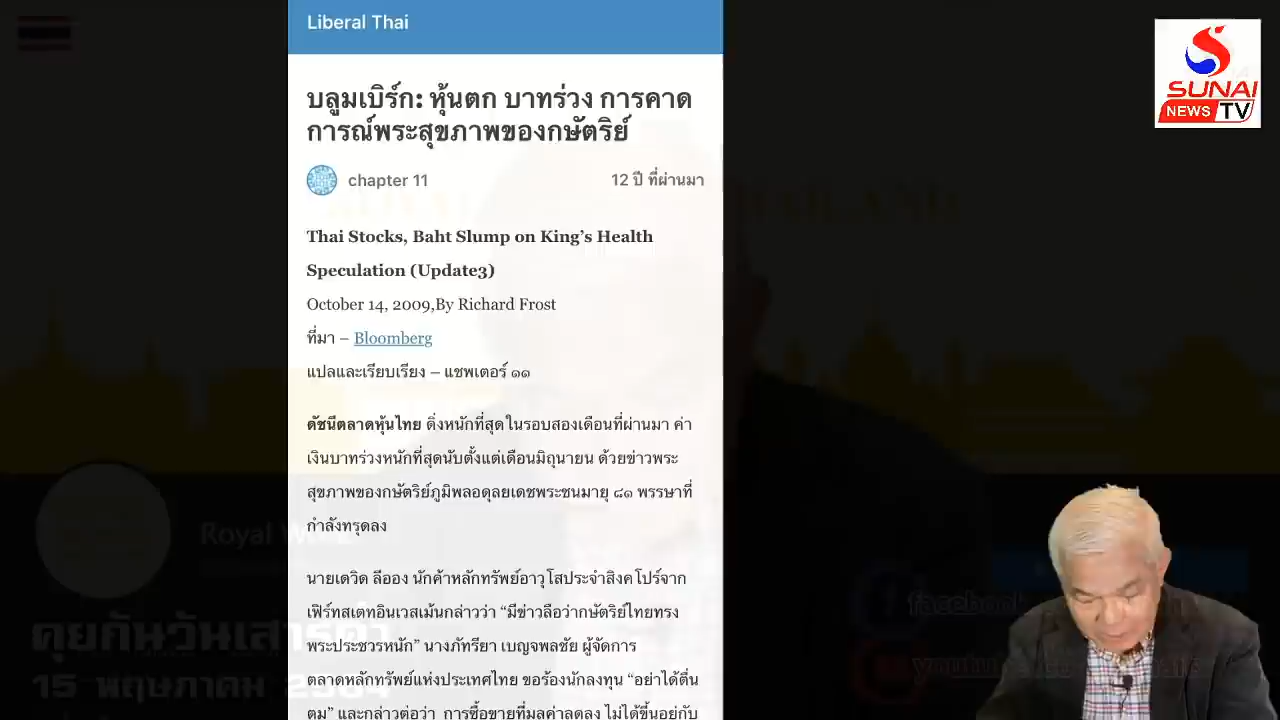 Liberal Thai
SUNAI
NEWS TV
บลูมเบิร์ก: หุ้นตก บาทร่วง การคาด
การณ์พระสุขภาพของกษัตริย์
chapter 11
12 ปี ที่ผ่านมา
Thai Stocks, Baht Slump on King's Health
Speculation (Update3)
October 14, 2009,By Richard Frost
ที่มา – Bloomberg
แปลและเรียบเรียง – แชพเตอร์ ๑๑
ดัชนีตลาดหุ้นไทย ดิ่งหนักที่สุดในรอบสองเดือนที่ผ่านมา ค่า
เงินบาทร่วงหนักที่สุดนับตั้งแต่เดือนมิถุนายน ด้วยข่าวพระ
สุขภาพของกษัตริย์ภูมิพลอดุลยเดชพระชนมายุ ๘๑ พรรษาที่
กำลังทรุดลง
นายเดวิด ลีออง นักค้าหลักทรัพย์อาวุโสประจำสิงคโปร์จาก
เฟิร์ทสเตทอินเวสเม้นกล่าวว่า “มีข่าวลือว่ากษัตริย์ไทยทรง
พระประชวรหนัก” นางภัทรียา เบญจพลชัย ผู้จัดการ
ตลาดหลักทรัพย์แห่งประเทศไทย ขอร้องนักลงทุน “อย่าได้ตื่น
ตูม” และกล่าวต่อว่า การซื้อขายที่มูลค่าลดลง ไม่ได้ขึ้นอยู่กับ
Royal
คุยกันวันเสาร์
15 พฤษภาคม
facebook